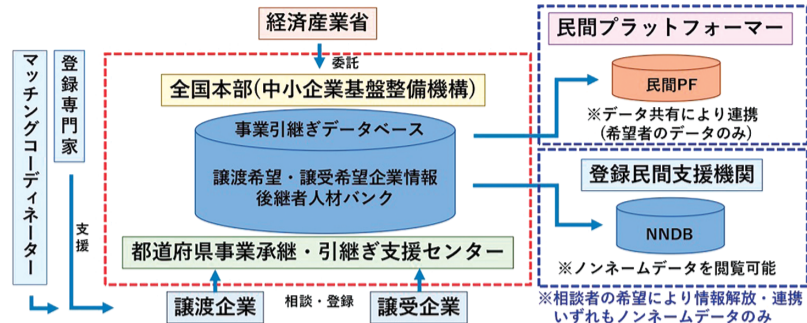 経済産業省
委託
全国本部(中小企業基盤整備機構)
事業引継ぎデータベース
譲渡希望・譲受希望企業情報
後継者人材バンク
都道府県事業承継・引継ぎ支援センター
マッチングコーディネーター
登録専門家
支援
譲渡企業
相談・登録
譲受企業
民間プラットフォーマー
民間PF
※データ共有により連携
(希望者のデータのみ)
登録民間支援機関
NNDB
※ノンネームデータを閲覧可能
※相談者の希望により情報解放・連携
いずれもノンネームデータのみ